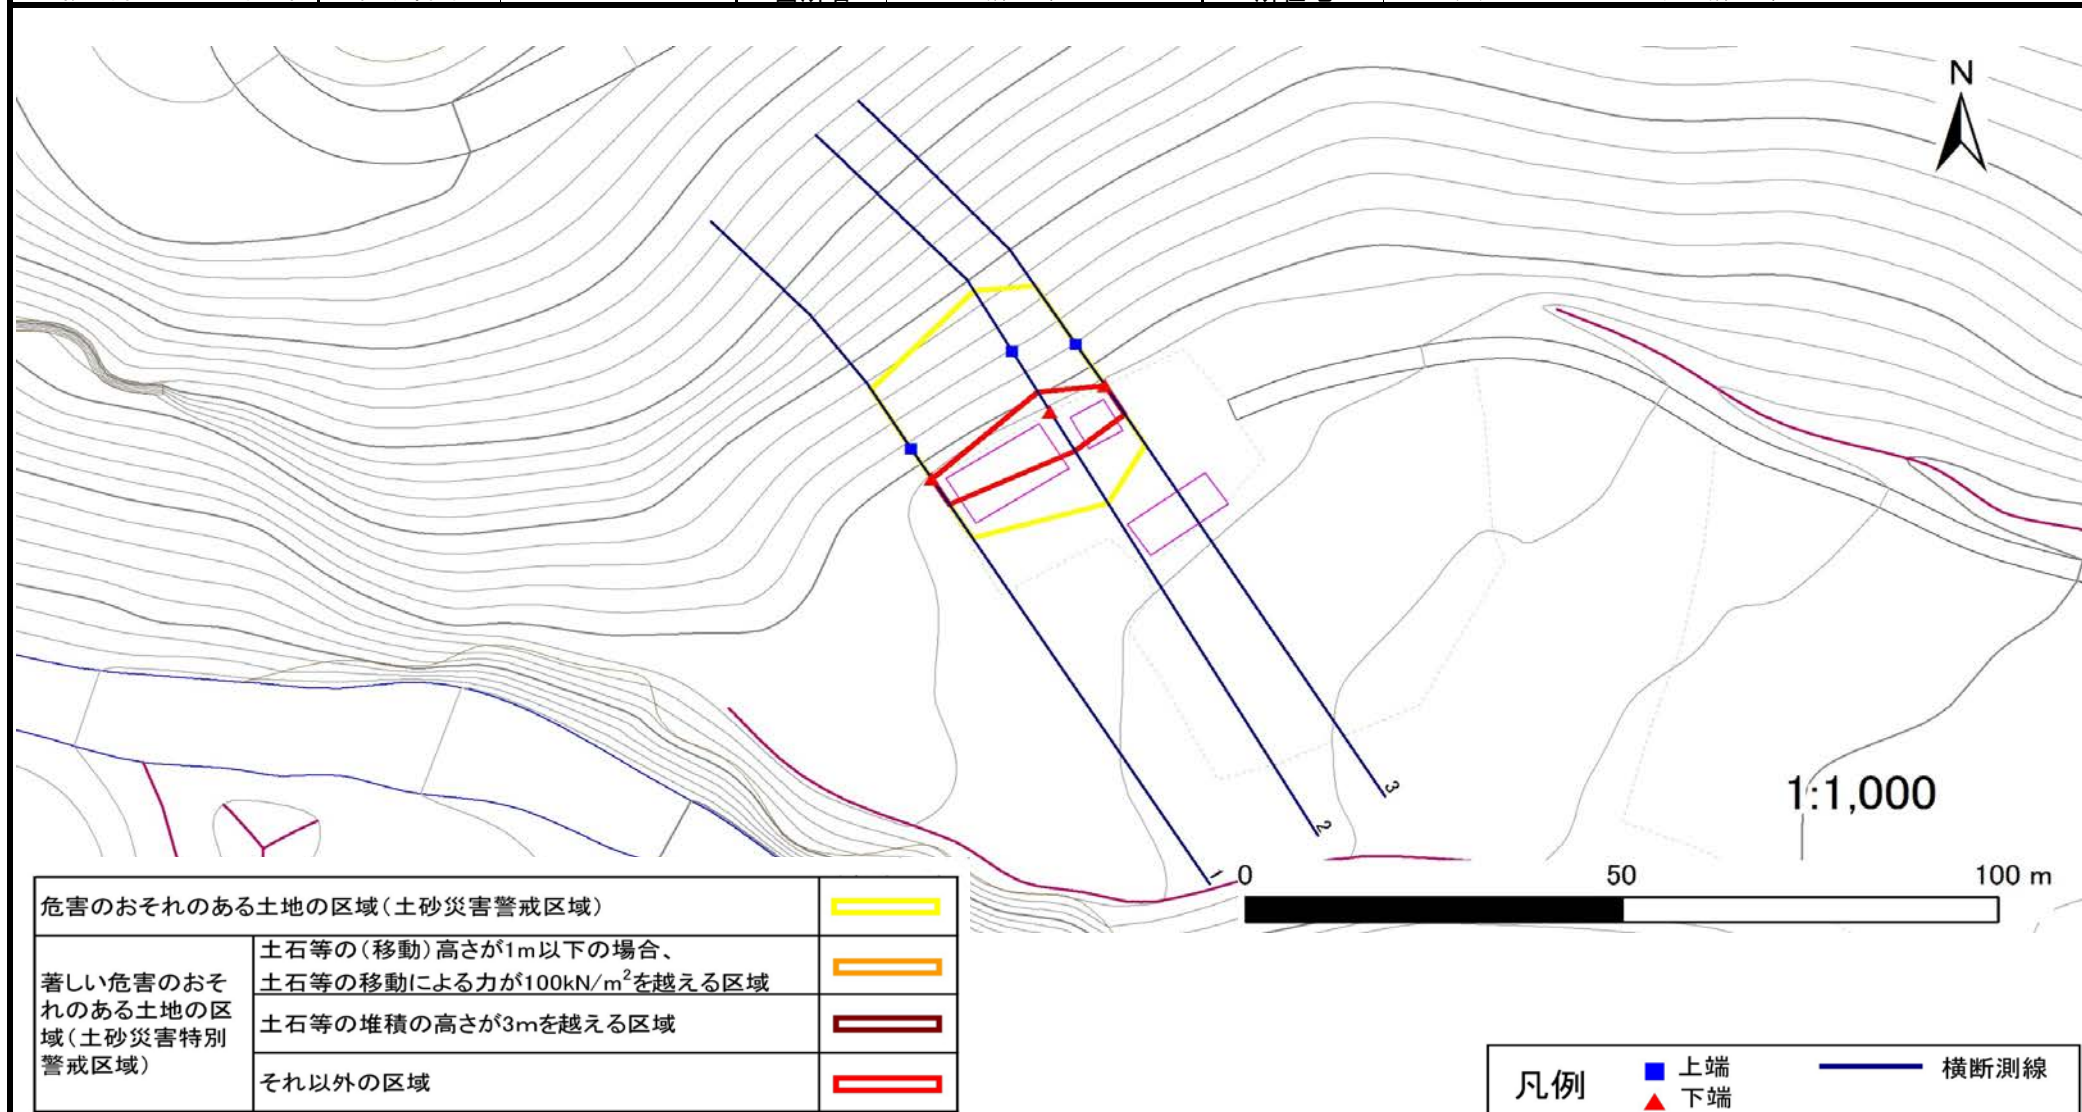 N
3
2
1
1:1,000
0 50 100 m
危害のおそれのある土地の区域(土砂災害警戒区域)
著しい危害のおそ
れのある土地の区
域(土砂災害特別
警戒区域)
土石等の(移動)高さが1m以下の場合、
土石等の移動による力が100kN/m²を越える区域
土石等の堆積の高さが3mを越える区域
それ以外の区域
凡例
上端
下端
横断測線